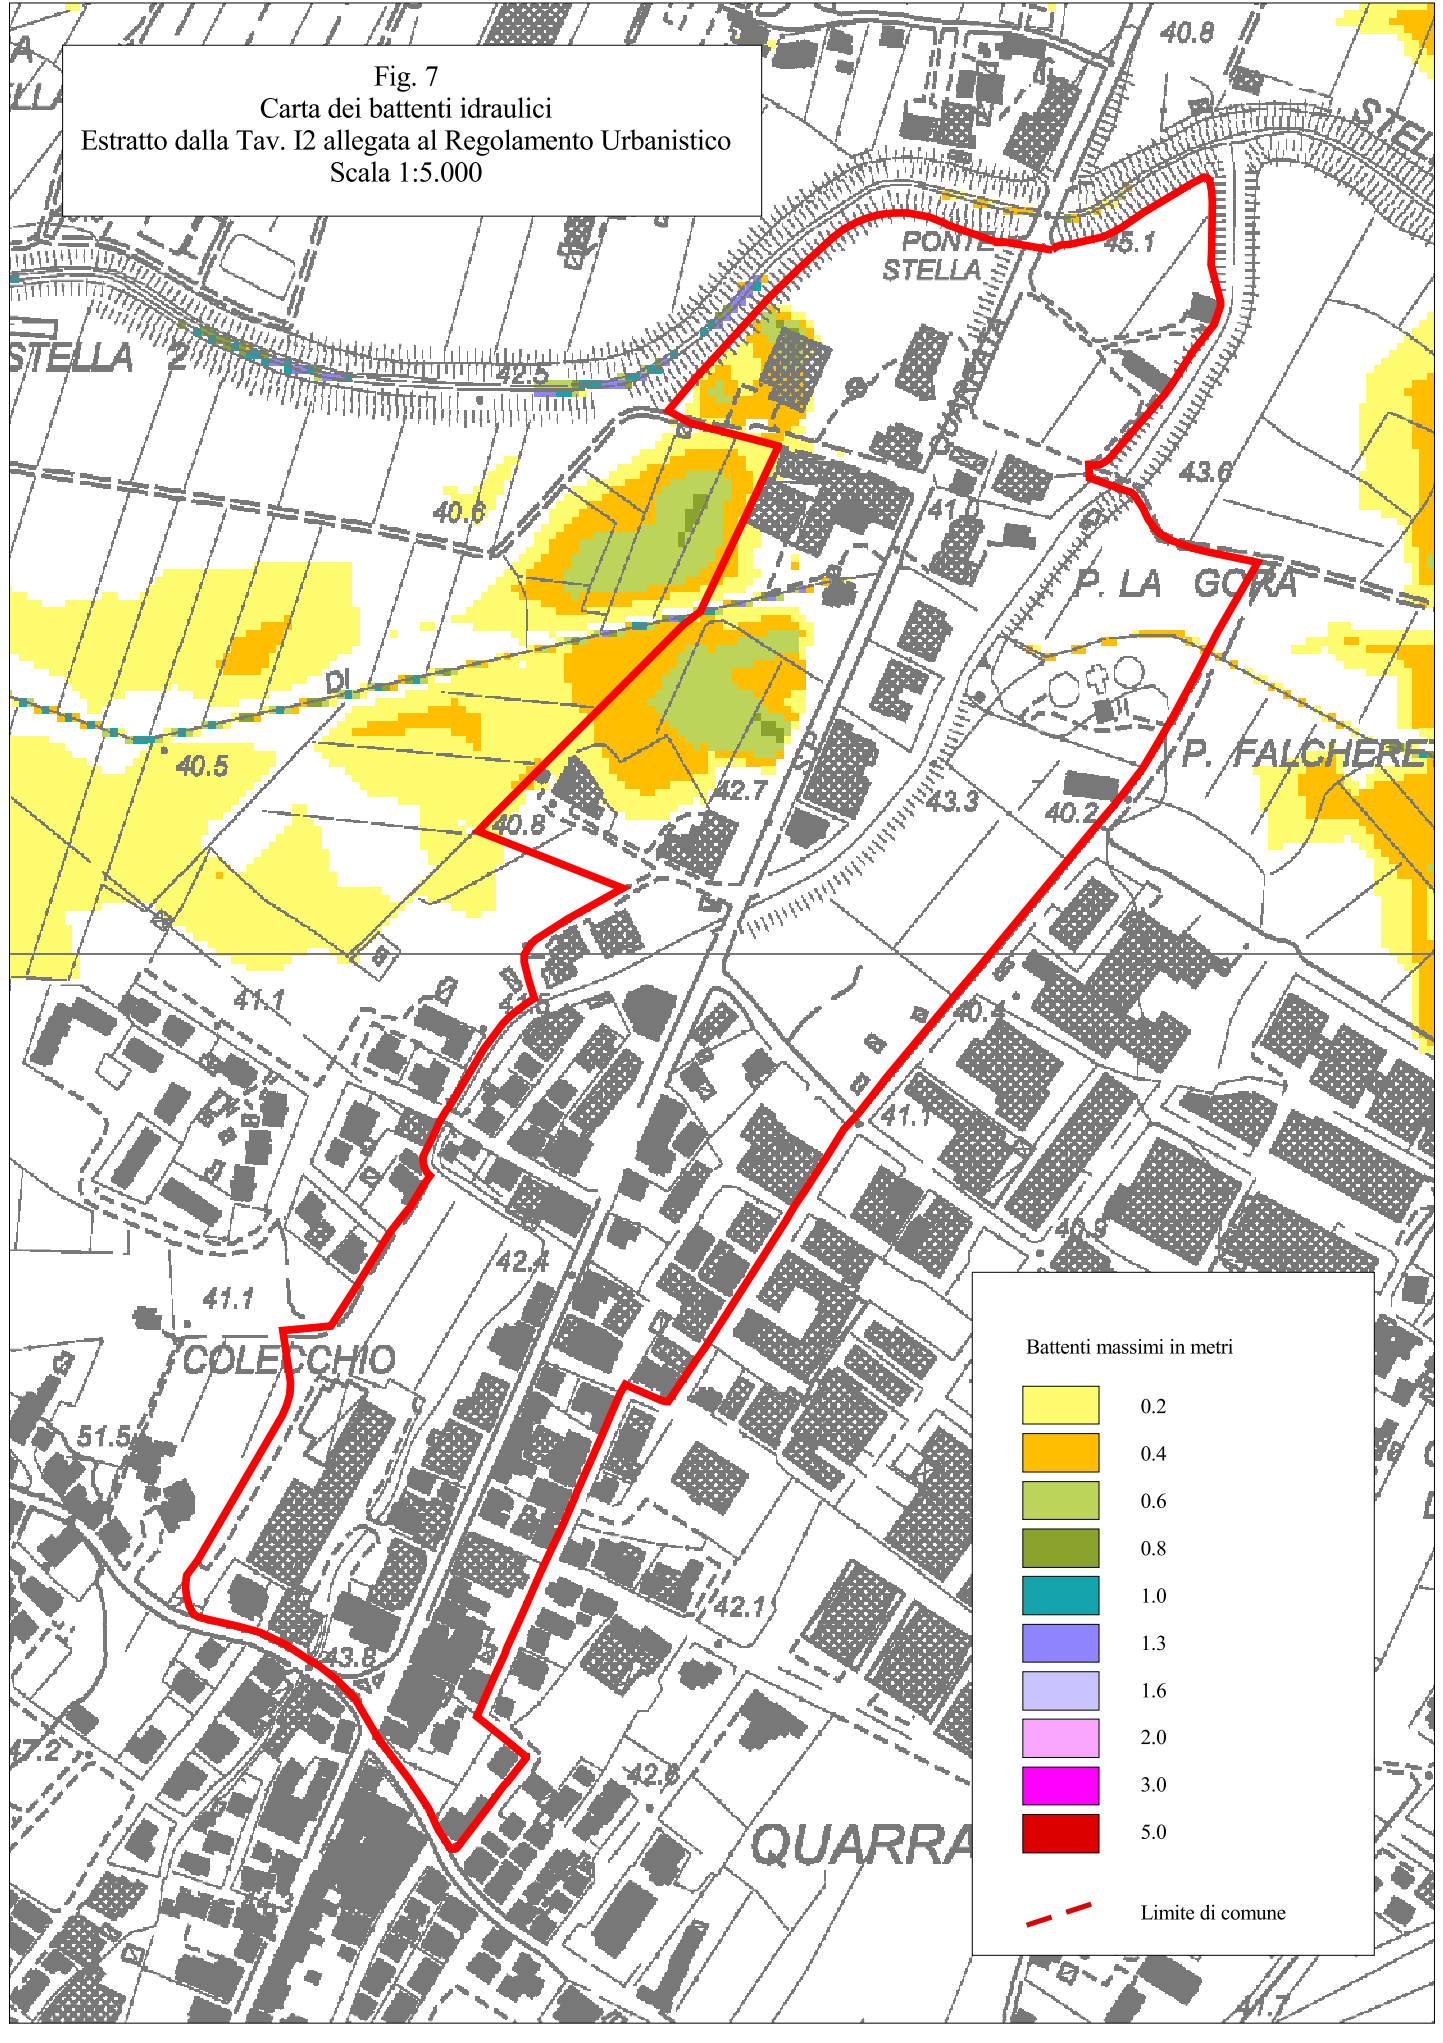 Fig. 7
Carta dei battenti idraulici
Estratto dalla Tav. I2 allegata al Regolamento Urbanistico
Scala 1:5.000
40.8
PONTE
STELLA
45.1
STELLA 2
42.5
QUARRATA
40.6
43.6
P. LA GORA
DI
40.5
P. FALCHERE
42.7
43.3
40.2
40.8
41.1
40.4
41.1
40.9
42.4
41.1
COLECCHIO
51.5
42.1
43.8
47.2
42.6
QUARRA
41.7
Battenti massimi in metri
0.2
0.4
0.6
0.8
1.0
1.3
1.6
2.0
3.0
5.0
Limite di comune